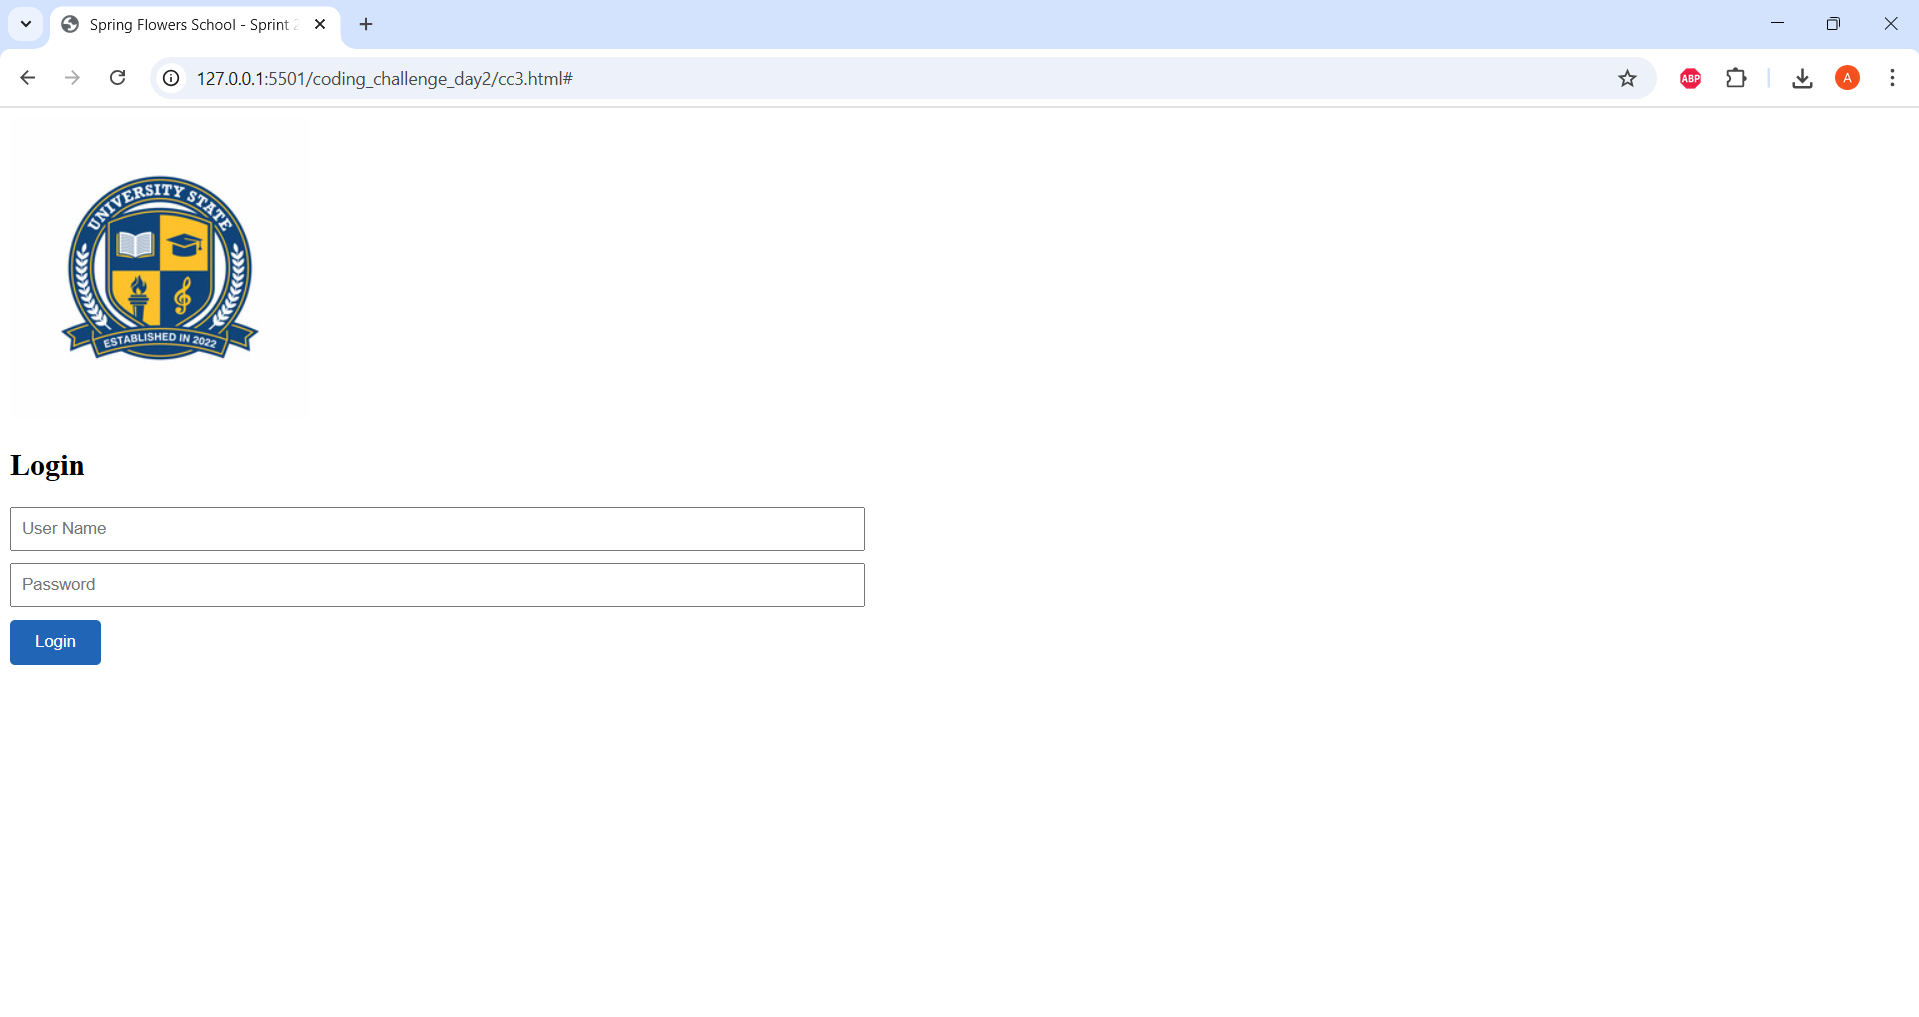 Spring Flowers School - Sprint
127.0.0.1:5501/coding_challenge_day2/cc3.html#
ABP
A
UNIVERSITY STATE
ESTABLISHED IN 2022
Login
User Name
Password
Login